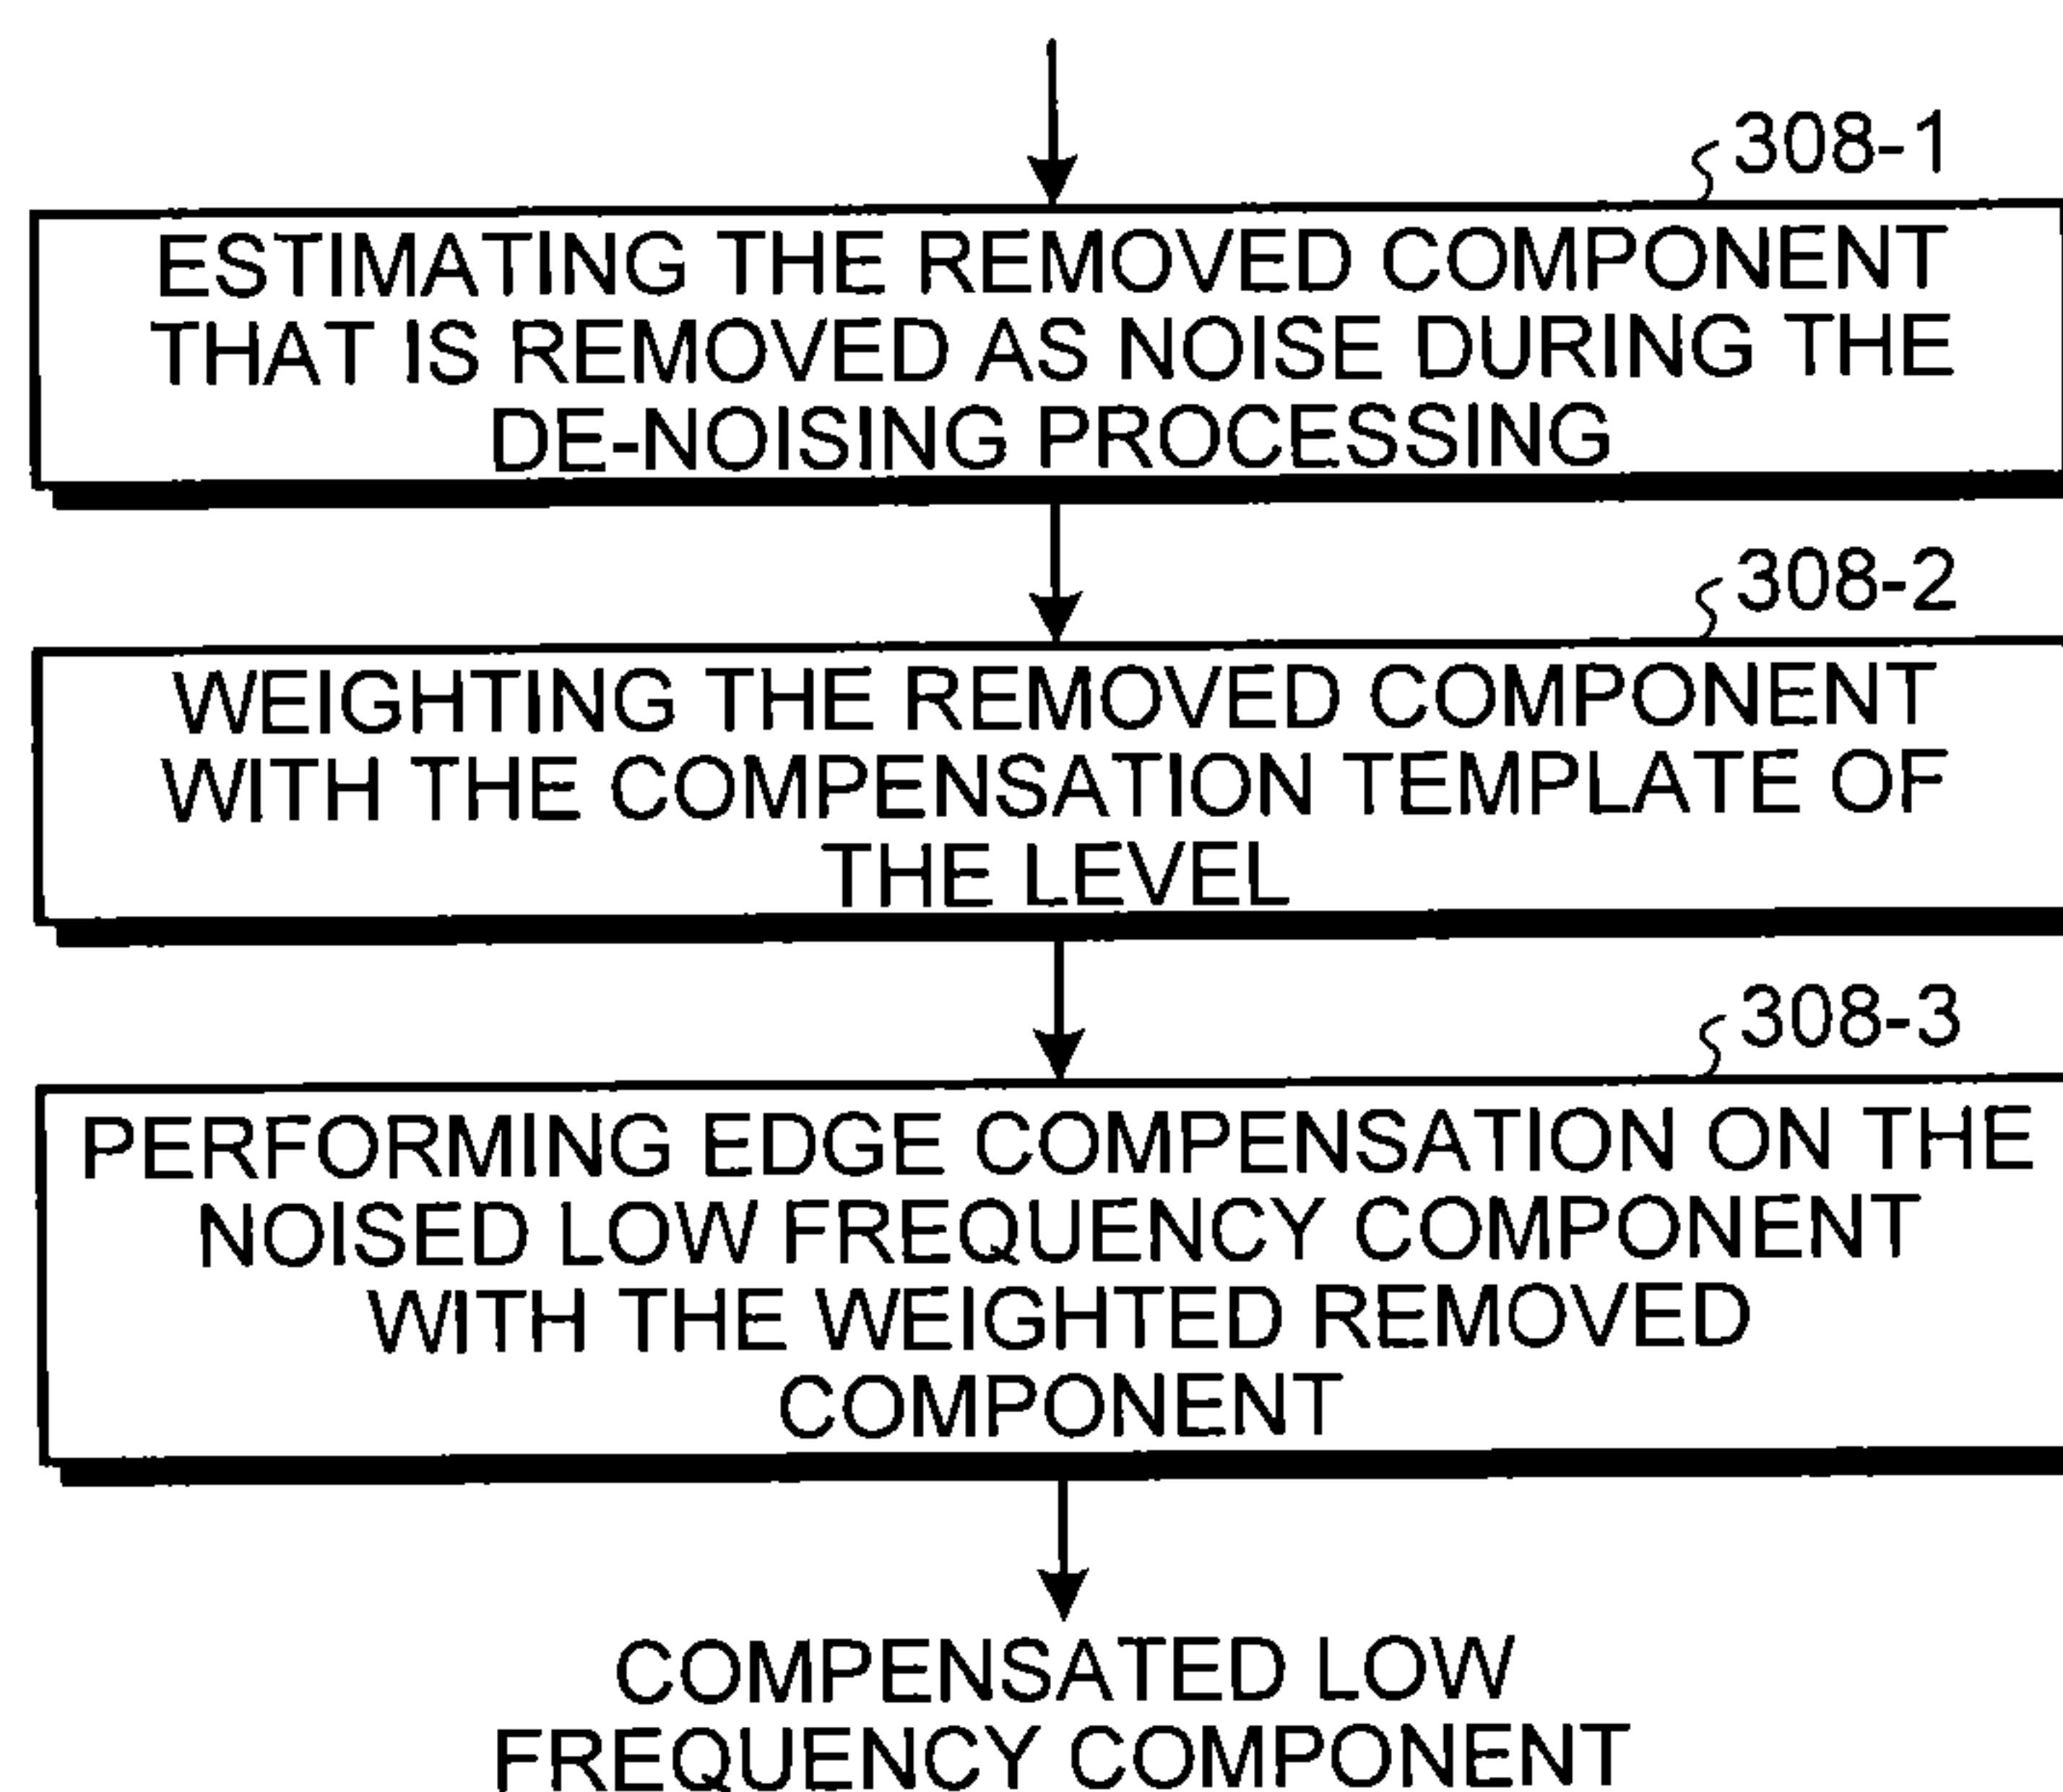 308-1
ESTIMATING THE REMOVED COMPONENT
THAT IS REMOVED AS NOISE DURING THE
DE-NOISING PROCESSING
308-2
WEIGHTING THE REMOVED COMPONENT
WITH THE COMPENSATION TEMPLATE OF
THE LEVEL
308-3
PERFORMING EDGE COMPENSATION ON THE
NOISED LOW FREQUENCY COMPONENT
WITH THE WEIGHTED REMOVED
COMPONENT
COMPENSATED LOW
FREQUENCY COMPONENT